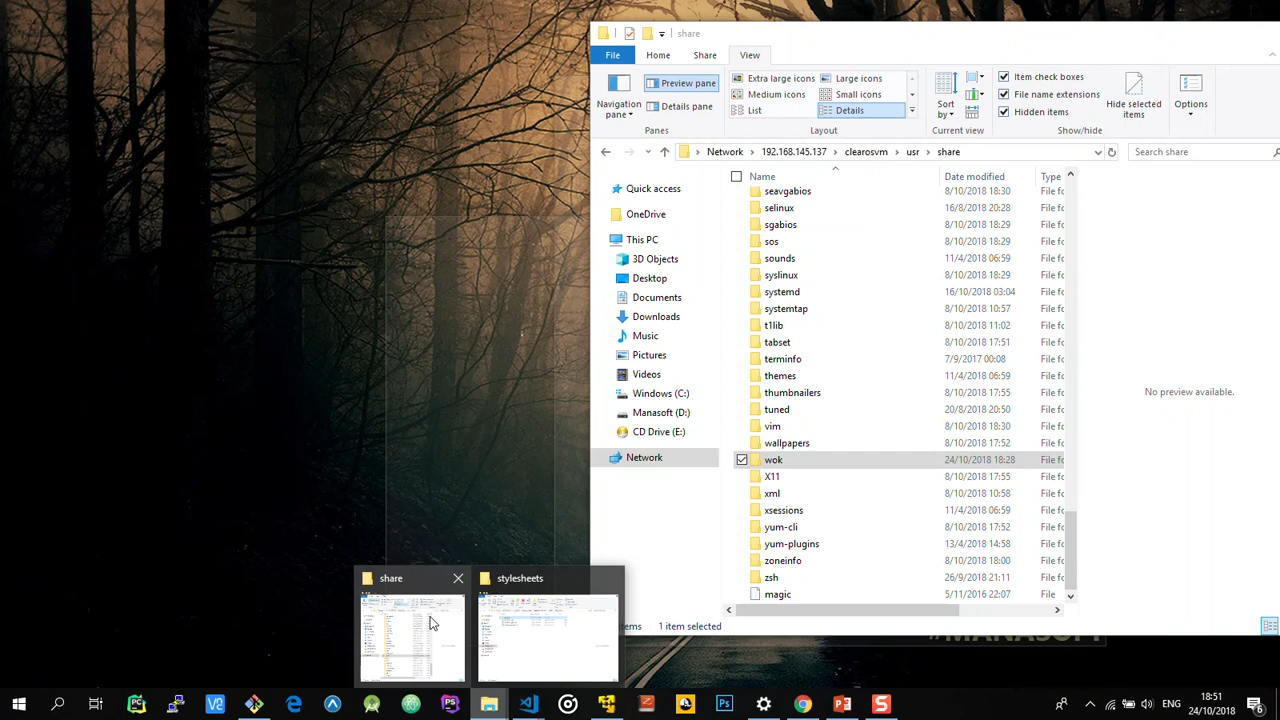 share
File
Home
Share
View
Navigation pane
Preview pane
Details pane
Panes
Extra large icons
Large icons
Medium icons
Small icons
List
Details
Layout
Sort by
Current view
Item check boxes
File name extensions
Hidden items
Hide selected items
Show/hide
Options
Network > 192.168.145.137 > clearosvm > usr > share
Search share
Quick access
OneDrive
This PC
3D Objects
Desktop
Documents
Downloads
Music
Pictures
Videos
Windows (C:)
Manasoft (D:)
CD Drive (E:)
Network
Name Date modified Type
seavgabios 8/10/2018 18:30 File fo
selinux 16/8/2018 20:28 File fo
sgabios 8/10/2018 18:29 File fo
sos 8/10/2018 18:29 File fo
sounds 11/4/2018 06:59 File fo
syslinux 8/10/2018 18:29 File fo
systemd 16/10/2018 03:04 File fo
systemtap 8/10/2018 10:57 File fo
t1lib 8/10/2018 11:02 File fo
tabset 8/10/2018 17:51 File fo
terminfo 7/9/2017 00:08 File fo
themes 11/4/2018 06:59 File fo
thumbnailers 8/10/2018 17:55 File fo
tuned 20/8/2018 20:50 File fo
vim 8/10/2018 18:30 File fo
wallpapers 8/10/2018 17:52 File fo
wok 24/10/2018 18:28 File fo
X11 8/10/2018 17:55 File fo
xml 8/10/2018 10:58 File fo
xsessions 11/4/2018 06:59 File fo
yum-cli 8/10/2018 17:52 File fo
yum-plugins 13/4/2018 14:58 File fo
zoneinfo 8/10/2018 18:00 File fo
zsh File fo
magic
No preview available.
1 item selected
share
stylesheets
ENG
18:51
24/10/2018